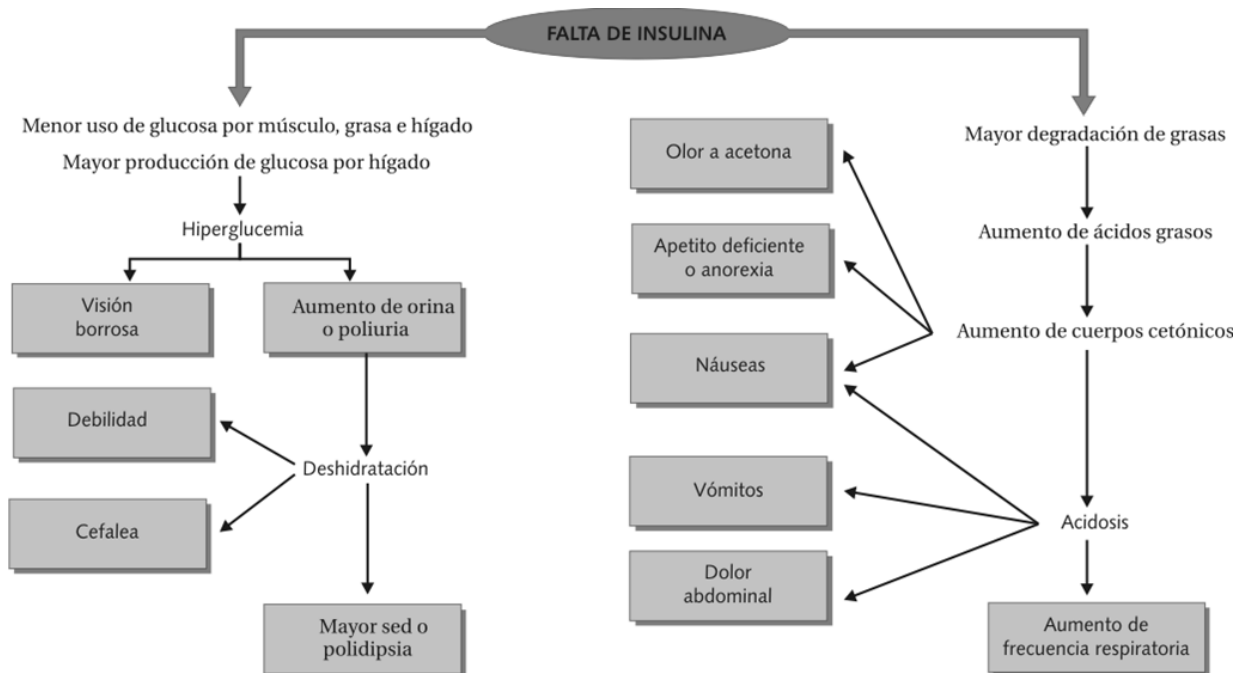 FALTA DE INSULINA
Menor uso de glucosa por músculo, grasa e hígado
Mayor producción de glucosa por hígado
Hiperglucemia
Visión
borrosa
Aumento de orina
o poliuria
Debilidad
Deshidratación
Cefalea
Mayor sed o
polidipsia
Olor a acetona
Apetito deficiente
o anorexia
Náuseas
Vómitos
Dolor
abdominal
Mayor degradación de grasas
Aumento de ácidos grasos
Aumento de cuerpos cetónicos
Acidosis
Aumento de
frecuencia respiratoria